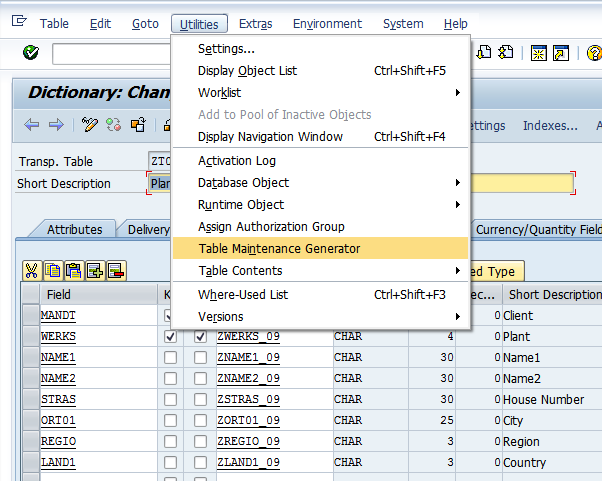 Table Edit Goto Utilities Extras Environment System Help
Settings...
Display Object List Ctrl+Shift+F5
Worklist
Add to Pool of Inactive Objects
Display Navigation Window Ctrl+Shift+F4
Activation Log
Database Object
Runtime Object
Assign Authorization Group
Table Maintenance Generator
Table Contents
Where-Used List Ctrl+Shift+F3
Versions
Dictionary: Chan
ettings Indexes... A
Transp. Table ZTO
Short Description Plan
Attributes Delivery Currency/Quantity Field
ed Type
Field K ec... Short Description
MANDT 0 Client
WERKS ZWERKS_09 CHAR 4 0 Plant
NAME1 ZNAME1_09 CHAR 30 0 Name1
NAME2 ZNAME2_09 CHAR 30 0 Name2
STRAS ZSTRAS_09 CHAR 30 0 House Number
ORT01 ZORT01_09 CHAR 25 0 City
REGIO ZREGIO_09 CHAR 3 0 Region
LAND1 ZLAND1_09 CHAR 3 0 Country